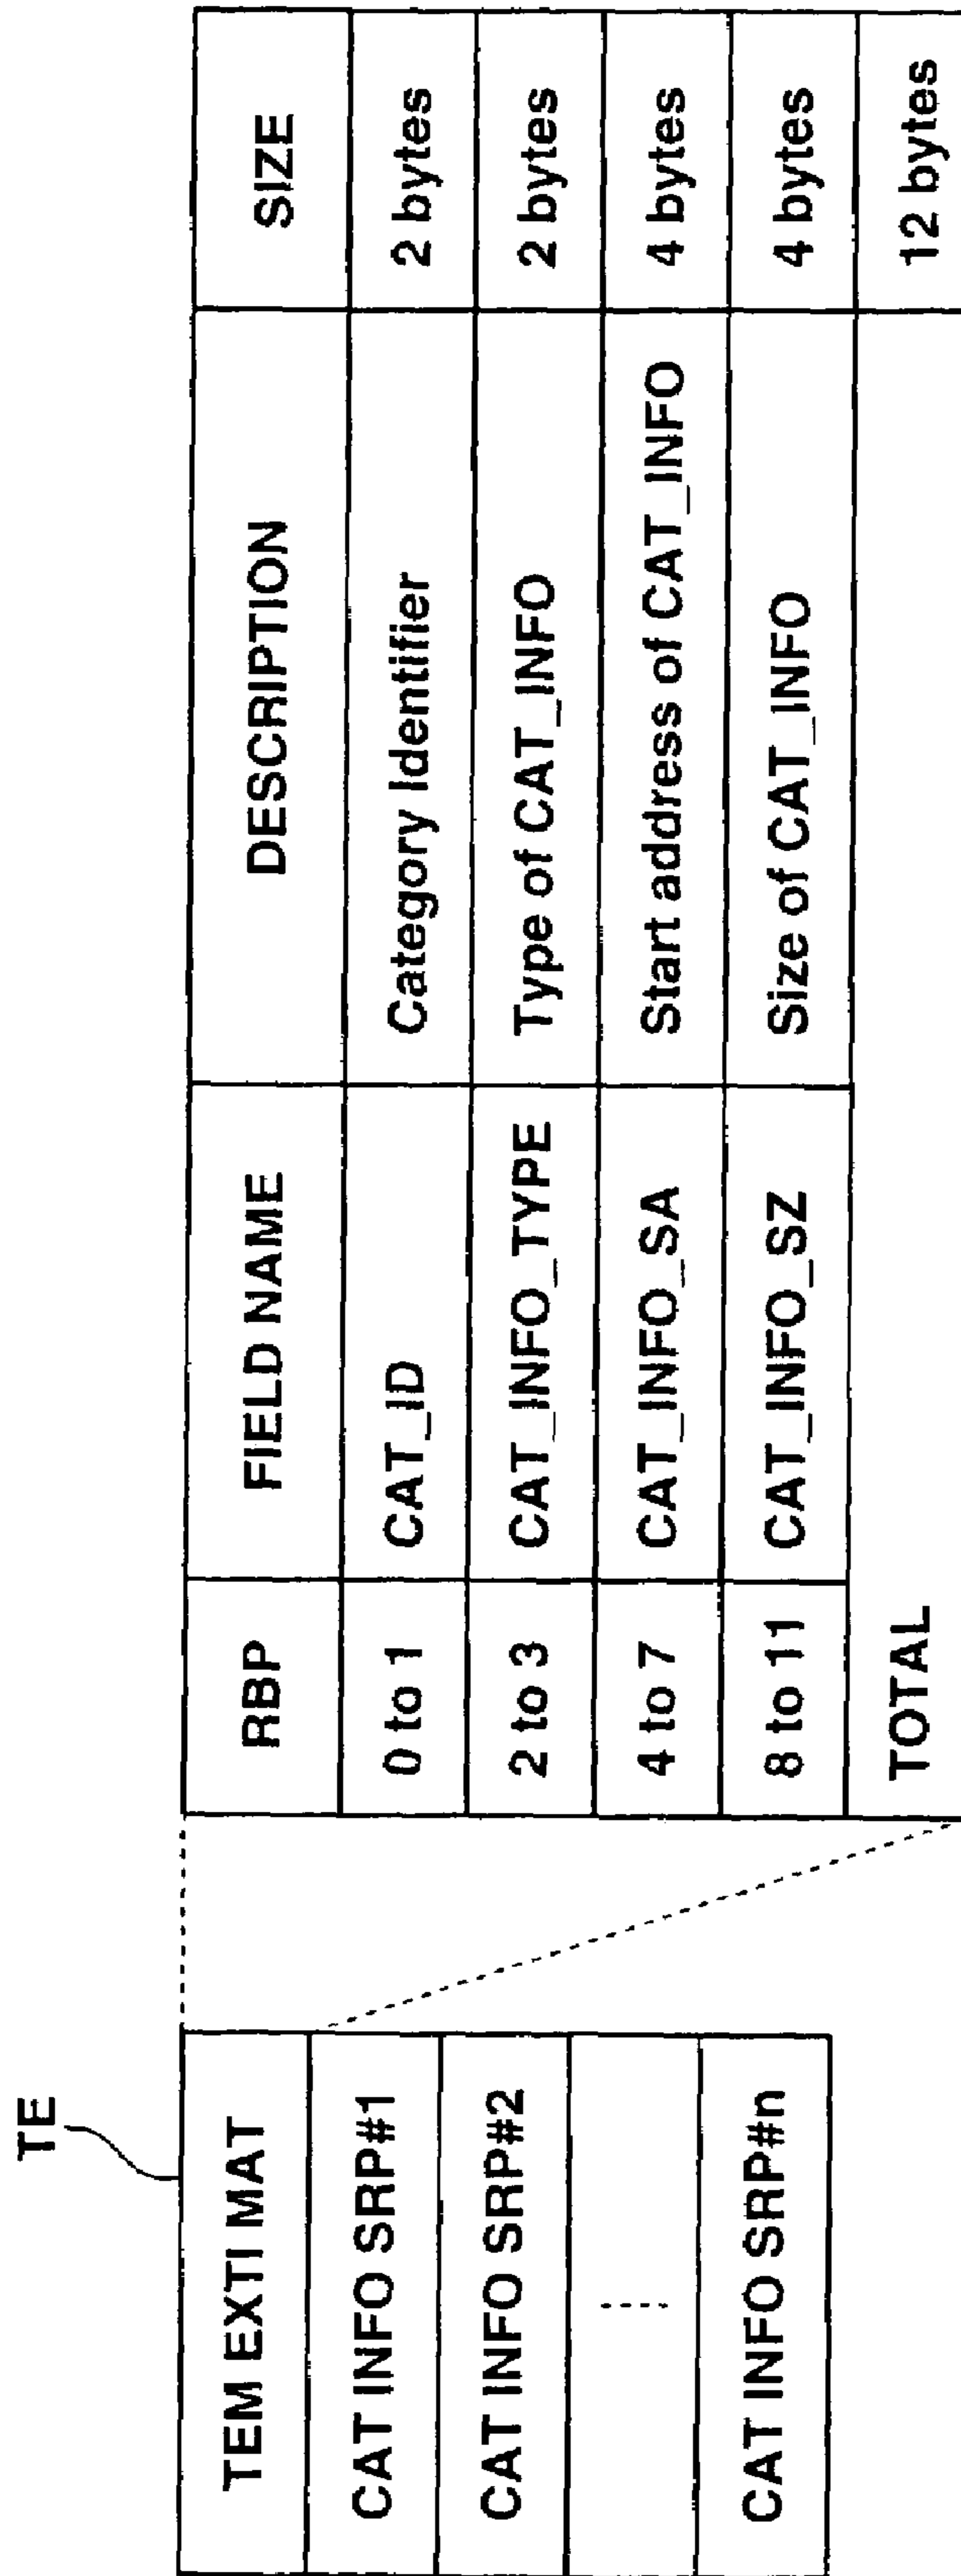 TE
TEM EXTI MAT
CAT INFO SRP#1
CAT INFO SRP#2
CAT INFO SRP#n
RBP FIELD NAME DESCRIPTION SIZE
0 to 1 CAT_ID Category Identifier 2 bytes
2 to 3 CAT_INFO_TYPE Type of CAT_INFO 2 bytes
4 to 7 CAT_INFO_SA Start address of CAT_INFO 4 bytes
8 to 11 CAT_INFO_SZ Size of CAT_INFO 4 bytes
TOTAL 12 bytes